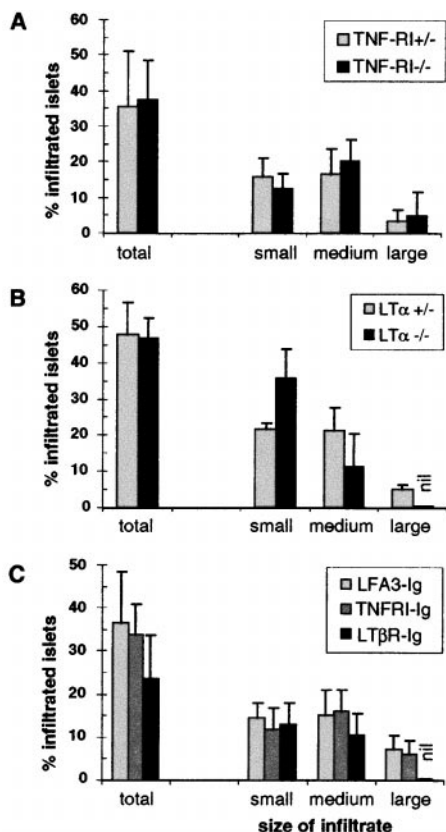 A
% infiltrated islets
60
50
40
30
20
10
0
TNF-RI+/-
TNF-RI-/-
total small medium large
B
% infiltrated islets
60
50
40
30
20
10
0
LTα +/-
LTα -/-
nil
total small medium large
C
% infiltrated islets
50
40
30
20
10
0
LFA3-Ig
TNFRI-Ig
LTβR-Ig
nil
total small medium large
size of infiltrate